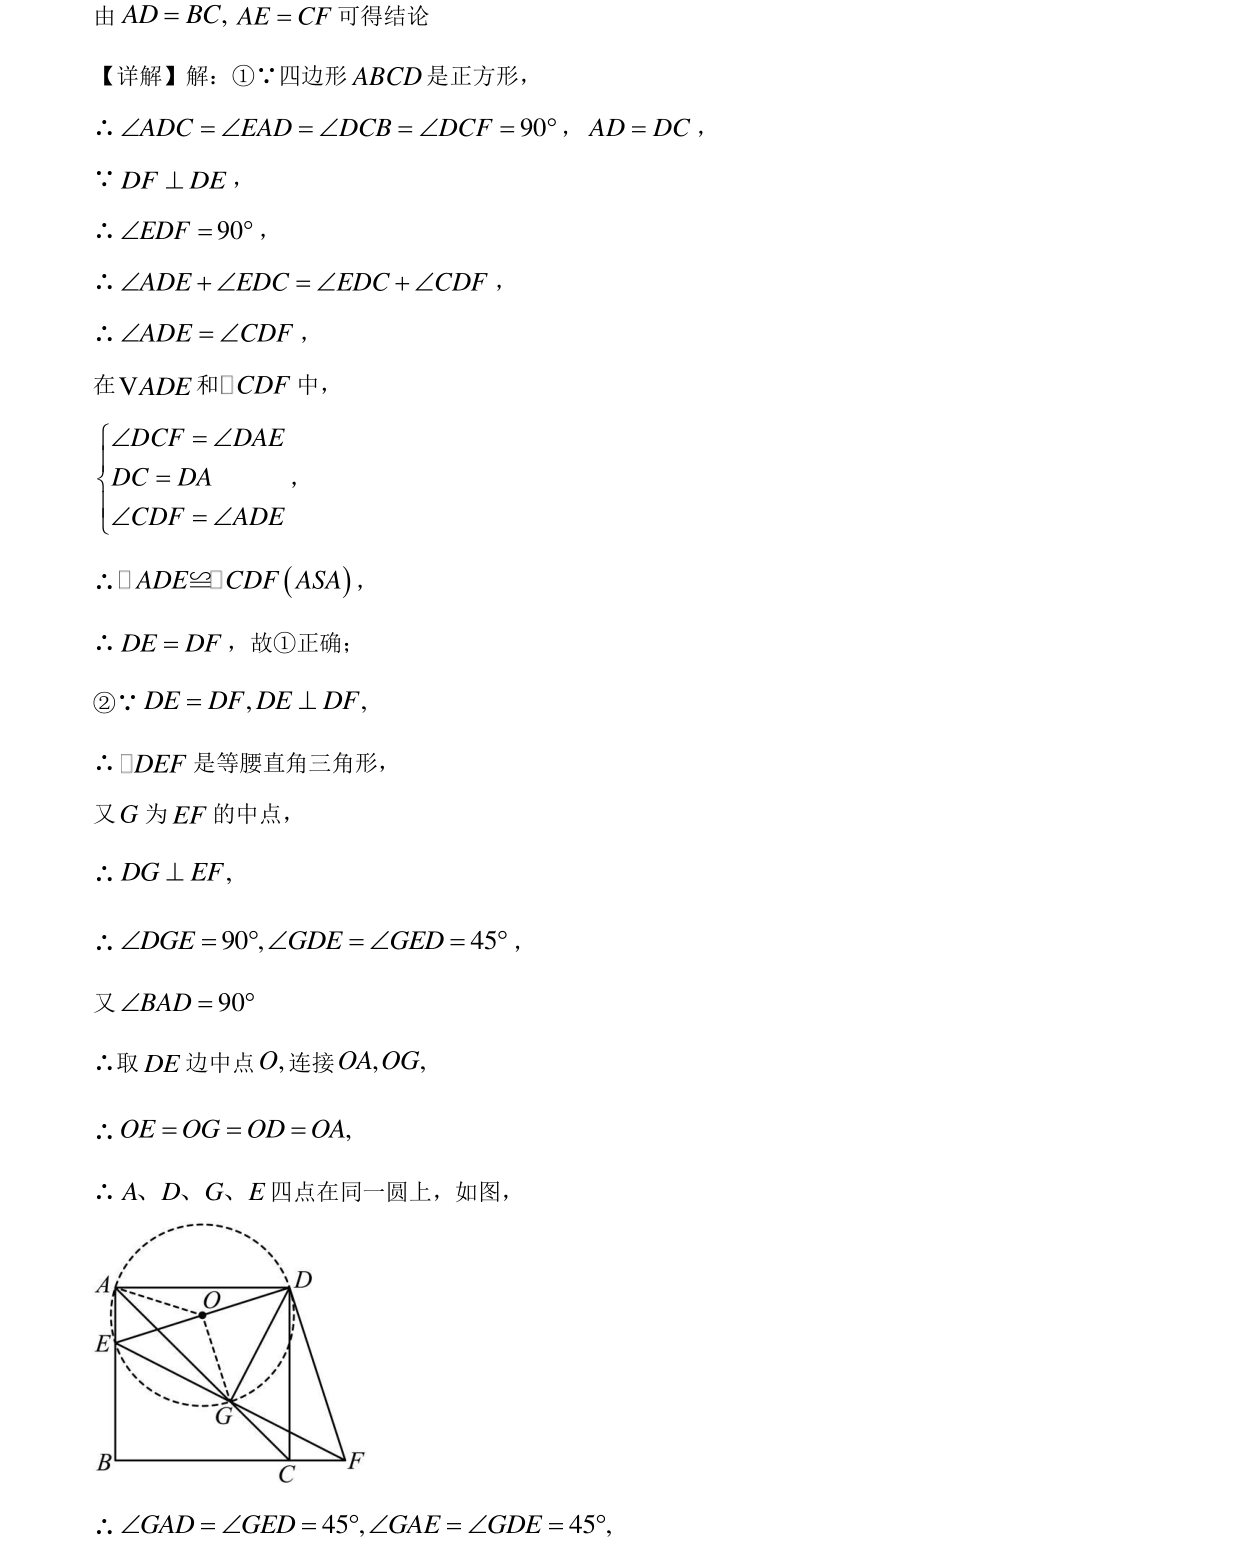 由 AD = BC, AE = CF 可得结论
【详解】解：①∵四边形 ABCD 是正方形，
∴ ∠ADC = ∠EAD = ∠DCB = ∠DCF = 90°， AD = DC ，
∵ DF ⊥ DE ，
∴ ∠EDF = 90° ，
∴ ∠ADE + ∠EDC = ∠EDC + ∠CDF ，
∴ ∠ADE = ∠CDF ，
在VADE 和□CDF 中，
∠DCF = ∠DAE
DC = DA ，
∠CDF = ∠ADE
∴□ADE≌□CDF (ASA)，
∴ DE = DF ，故①正确；
②∵ DE = DF, DE ⊥ DF,
∴ □DEF 是等腰直角三角形，
又 G 为 EF 的中点，
∴ DG ⊥ EF,
∴ ∠DGE = 90°, ∠GDE = ∠GED = 45° ，
又 ∠BAD = 90°
∴取 DE 边中点 O, 连接 OA, OG,
∴ OE = OG = OD = OA,
∴ A、D、G、E 四点在同一圆上，如图，
A
D
O
E
G
B
C
F
∴ ∠GAD = ∠GED = 45°, ∠GAE = ∠GDE = 45°,